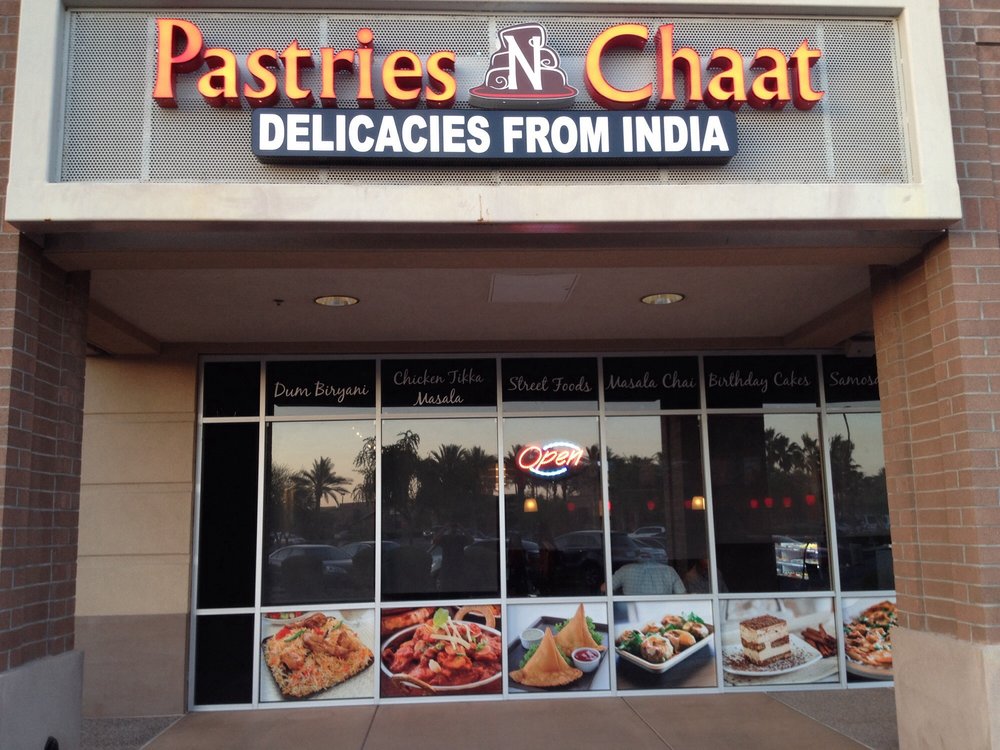 Pastries N Chaat
DELICACIES FROM INDIA
Dum Biryani
Chicken Tikka
Masala
Street Foods
Masala Chai
Birthday Cakes
Samosa
Open